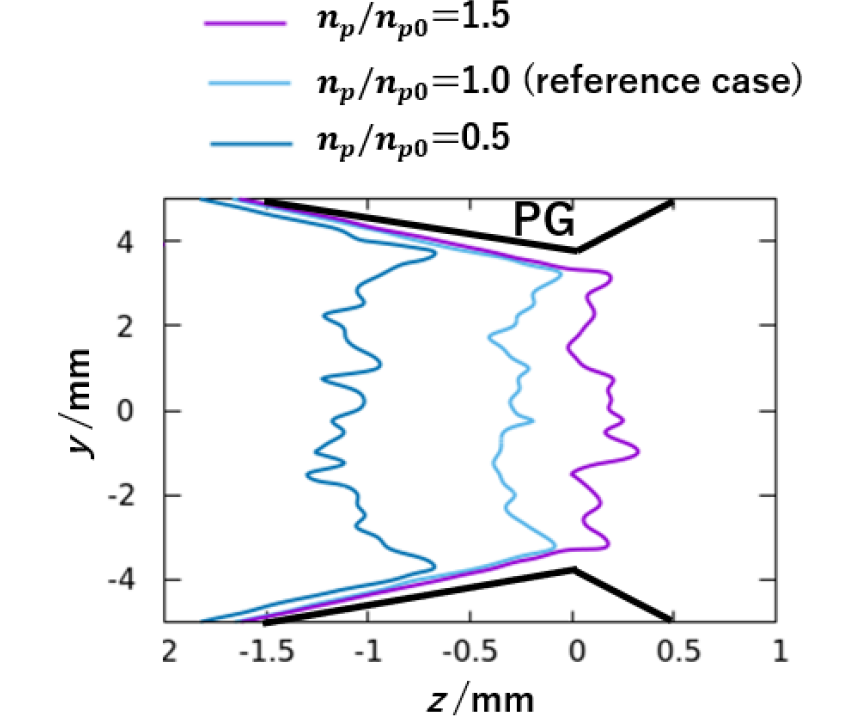 n_p/n_p0=1.5
n_p/n_p0=1.0 (reference case)
n_p/n_p0=0.5
PG
4
2
0
-2
-4
y /mm
2 -1.5 -1 -0.5 0 0.5 1
z /mm